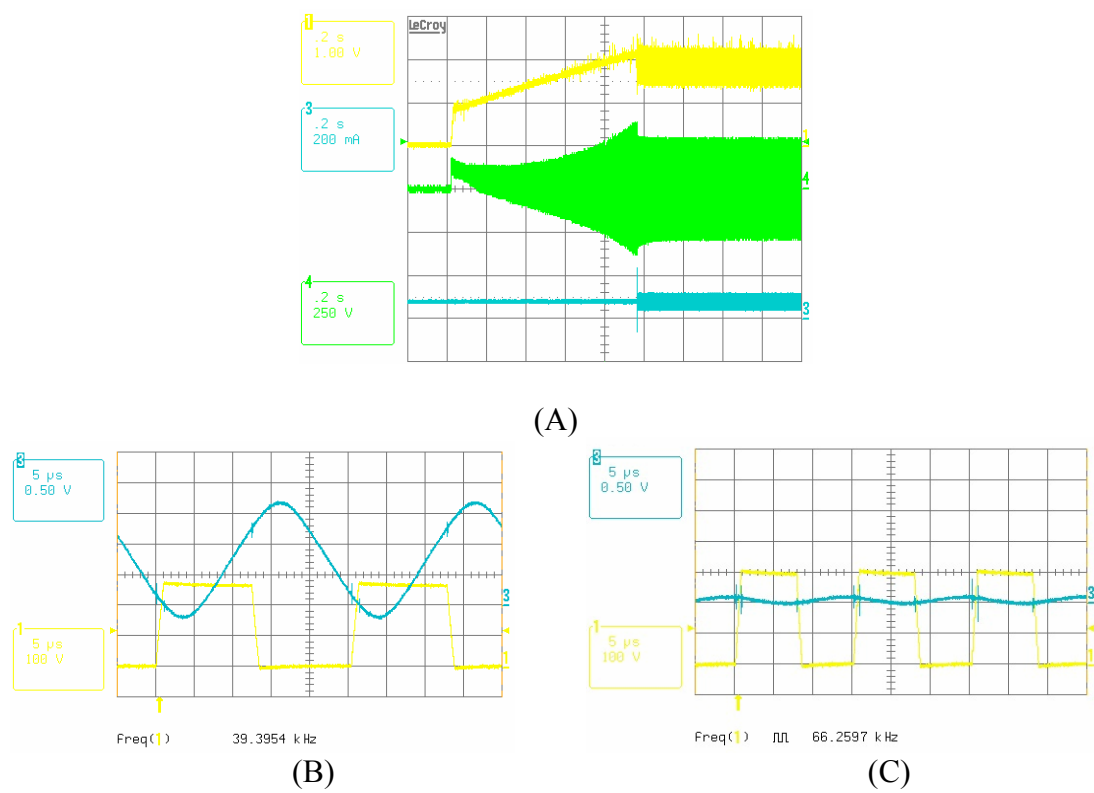 1
LeCroy
.2 s
1.00 V
3
.2 s
200 mA
1
4
4
.2 s
250 V
3
(A)
3
5 µs
0.50 V
3
1
5 µs
100 V
1
Freq(1) 39.3954 kHz
(B)
3
5 µs
0.50 V
3
1
5 µs
100 V
1
Freq(1) 66.2597 kHz
(C)